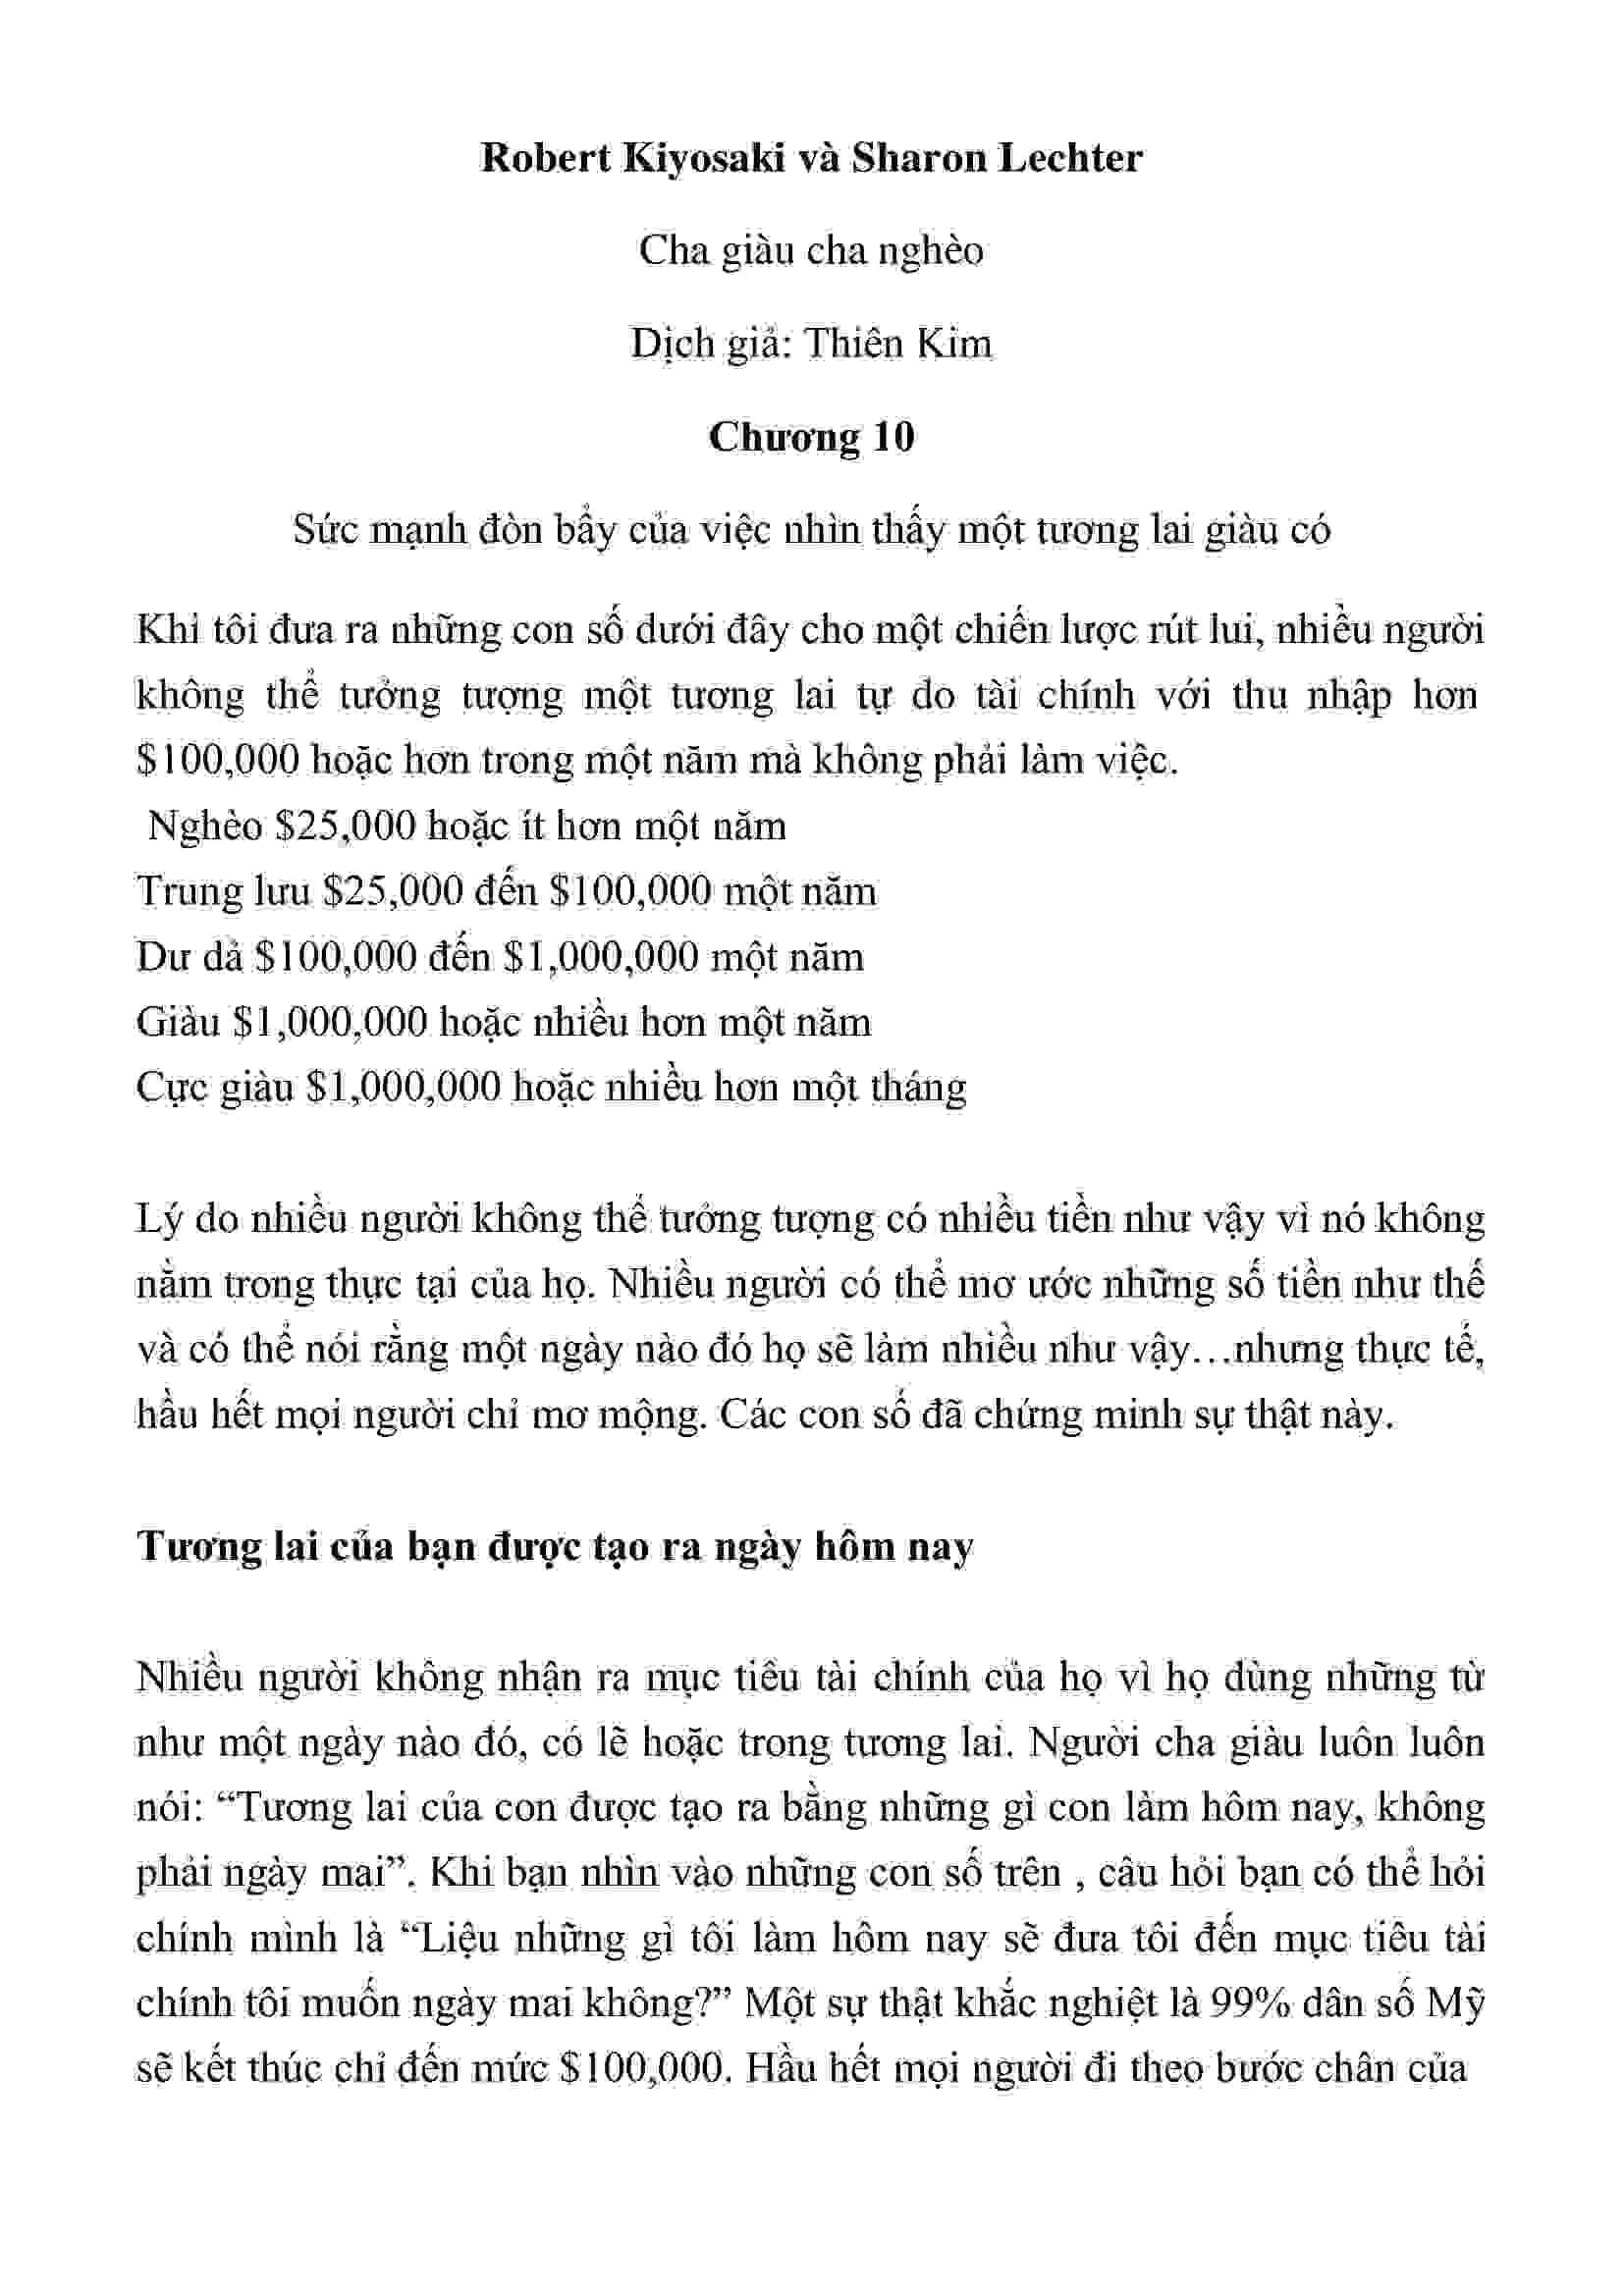 Robert Kiyosaki và Sharon Lechter
Cha giàu cha nghèo
Dịch giả: Thiên Kim
Chương 10
Sức mạnh đòn bẩy của việc nhìn thấy một tương lai giàu có
Khi tôi đưa ra những con số dưới đây cho một chiến lược rút lui, nhiều người
không thể tưởng tượng một tương lai tự do tài chính với thu nhập hơn
$100,000 hoặc hơn trong một năm mà không phải làm việc.
Nghèo $25,000 hoặc ít hơn một năm
Trung lưu $25,000 đến $100,000 một năm
Dư dả $100,000 đến $1,000,000 một năm
Giàu $1,000,000 hoặc nhiều hơn một năm
Cực giàu $1,000,000 hoặc nhiều hơn một tháng
Lý do nhiều người không thể tưởng tượng có nhiều tiền như vậy vì nó không
nằm trong thực tại của họ. Nhiều người có thể mơ ước những số tiền như thế
và có thể nói rằng một ngày nào đó họ sẽ làm nhiều như vậy…nhưng thực tế,
hầu hết mọi người chỉ mơ mộng. Các con số đã chứng minh sự thật này.
Tương lai của bạn được tạo ra ngày hôm nay
Nhiều người không nhận ra mục tiêu tài chính của họ vì họ dùng những từ
như một ngày nào đó, có lẽ hoặc trong tương lai. Người cha giàu luôn luôn
nói: “Tương lai của con được tạo ra bằng những gì con làm hôm nay, không
phải ngày mai”. Khi bạn nhìn vào những con số trên , câu hỏi bạn có thể hỏi
chính mình là “Liệu những gì tôi làm hôm nay sẽ đưa tôi đến mục tiêu tài
chính tôi muốn ngày mai không?” Một sự thật khắc nghiệt là 99% dân số Mỹ
sẽ kết thúc chỉ đến mức $100,000. Hầu hết mọi người đi theo bước chân của